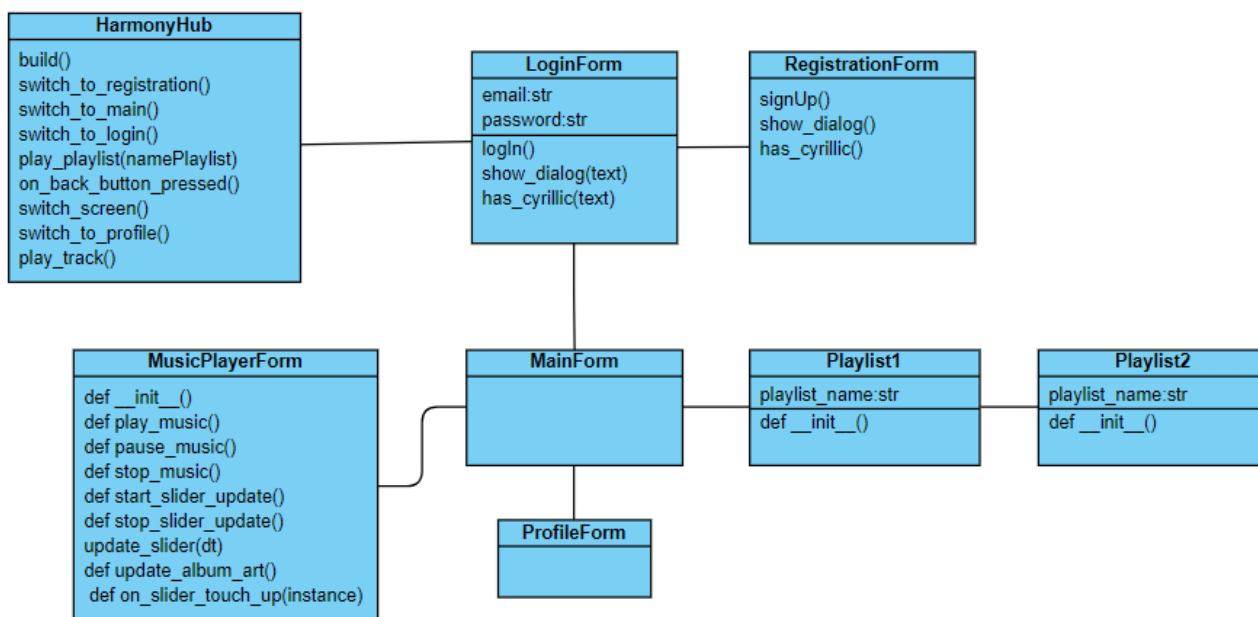 HarmonyHub
build()
switch_to_registration()
switch_to_main()
switch_to_login()
play_playlist(namePlaylist)
on_back_button_pressed()
switch_screen()
switch_to_profile()
play_track()
LoginForm
email:str
password:str
logIn()
show_dialog(text)
has_cyrillic(text)
RegistrationForm
signUp()
show_dialog()
has_cyrillic()
MusicPlayerForm
def __init__()
def play_music()
def pause_music()
def stop_music()
def start_slider_update()
def stop_slider_update()
update_slider(dt)
def update_album_art()
def on_slider_touch_up(instance)
MainForm
Playlist1
playlist_name:str
def __init__()
Playlist2
playlist_name:str
def __init__()
ProfileForm